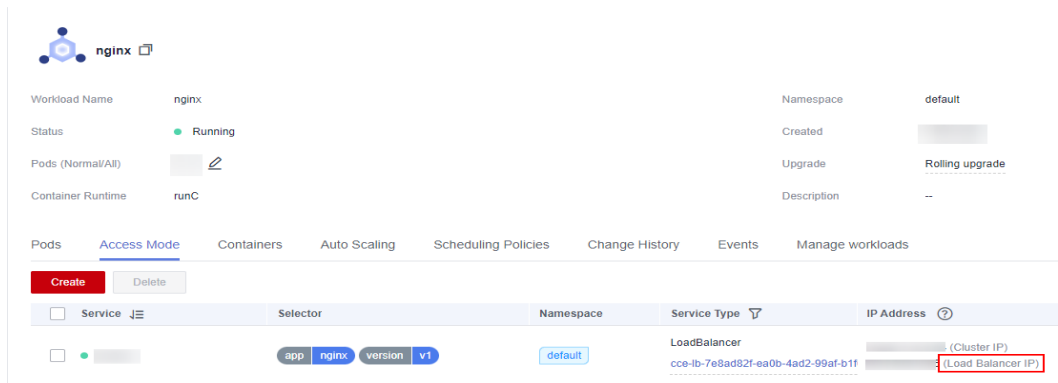 nginx
Workload Name nginx Namespace default
Status Running Created
Pods (Normal/All) Upgrade Rolling upgrade
Container Runtime runC Description --
Pods Access Mode Containers Auto Scaling Scheduling Policies Change History Events Manage workloads
Create Delete
Service Selector Namespace Service Type IP Address
app nginx version v1 default LoadBalancer (Cluster IP)
cce-lb-7e8ad82f-ea0b-4ad2-99af-b1f (Load Balancer IP)